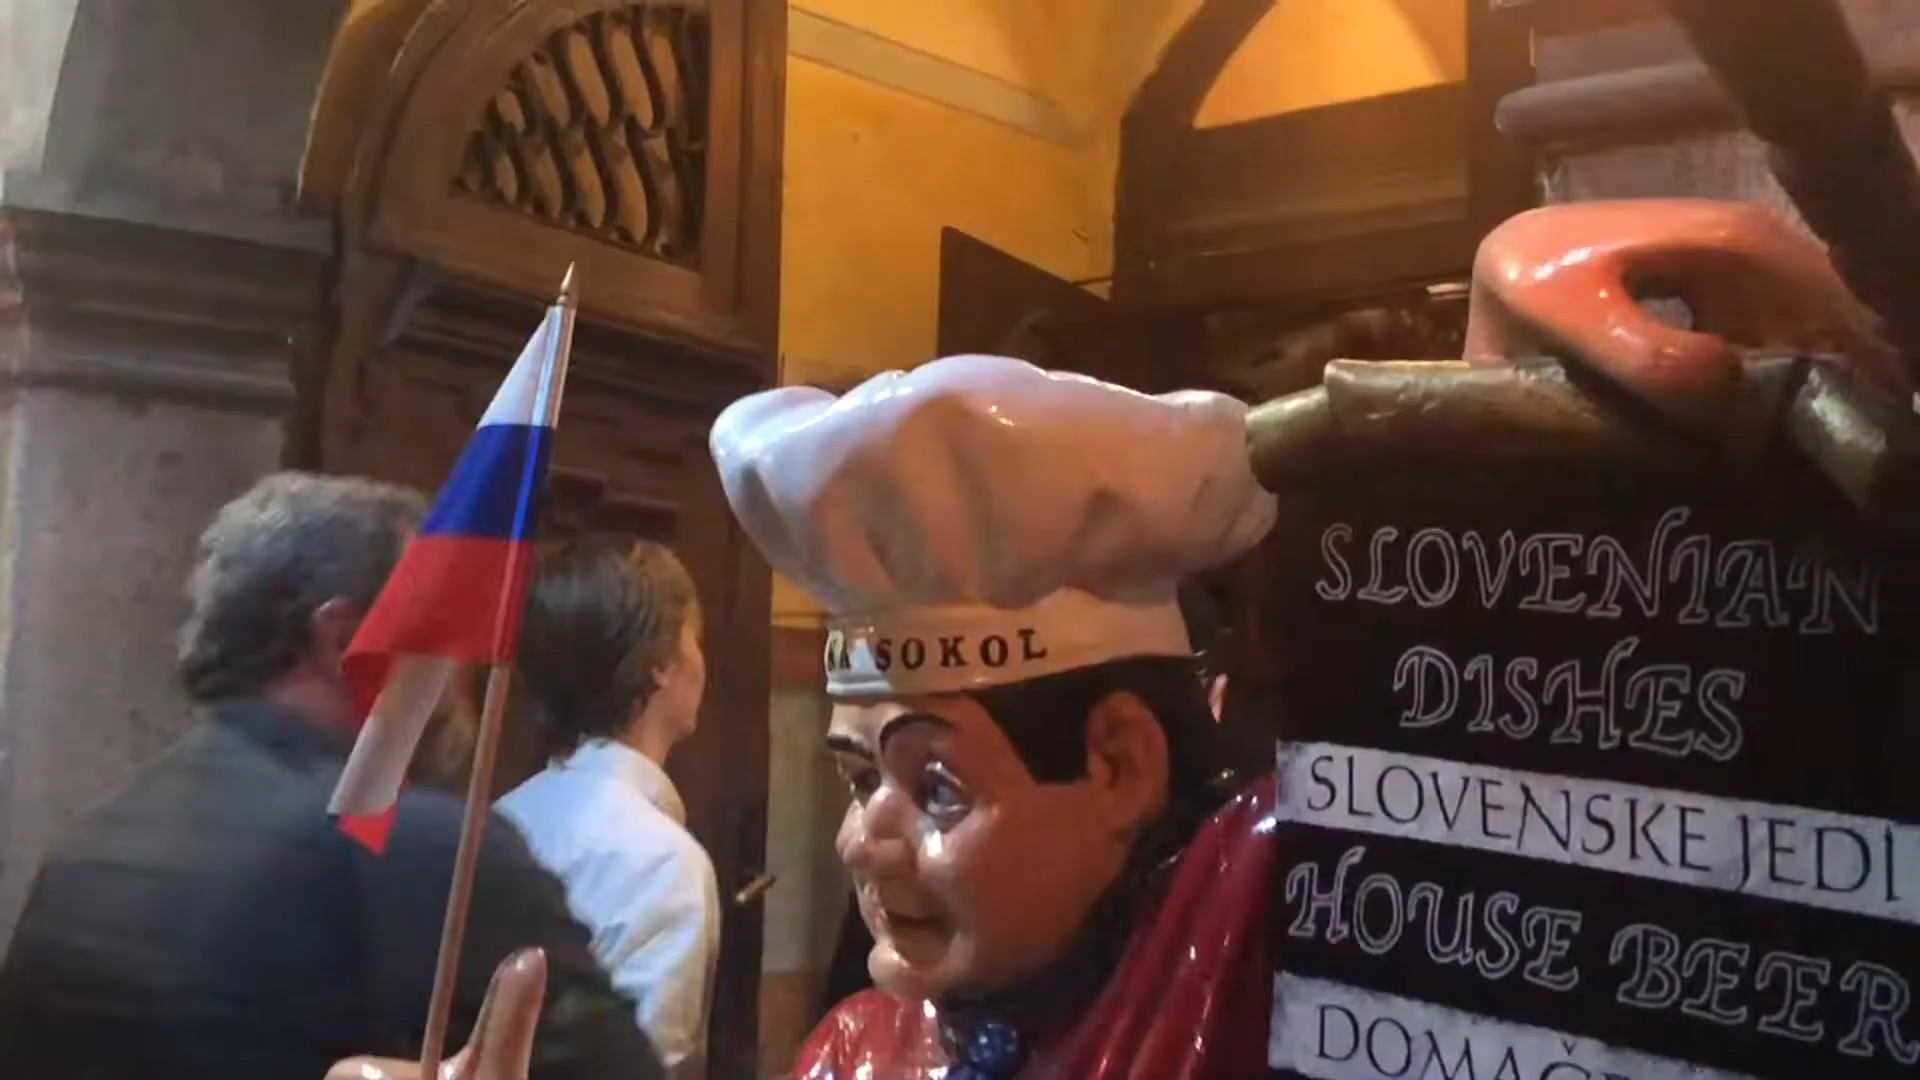 SOKOL
SLOVENIAN
DISHES
SLOVENSKE JEDI
HOUSE BEER